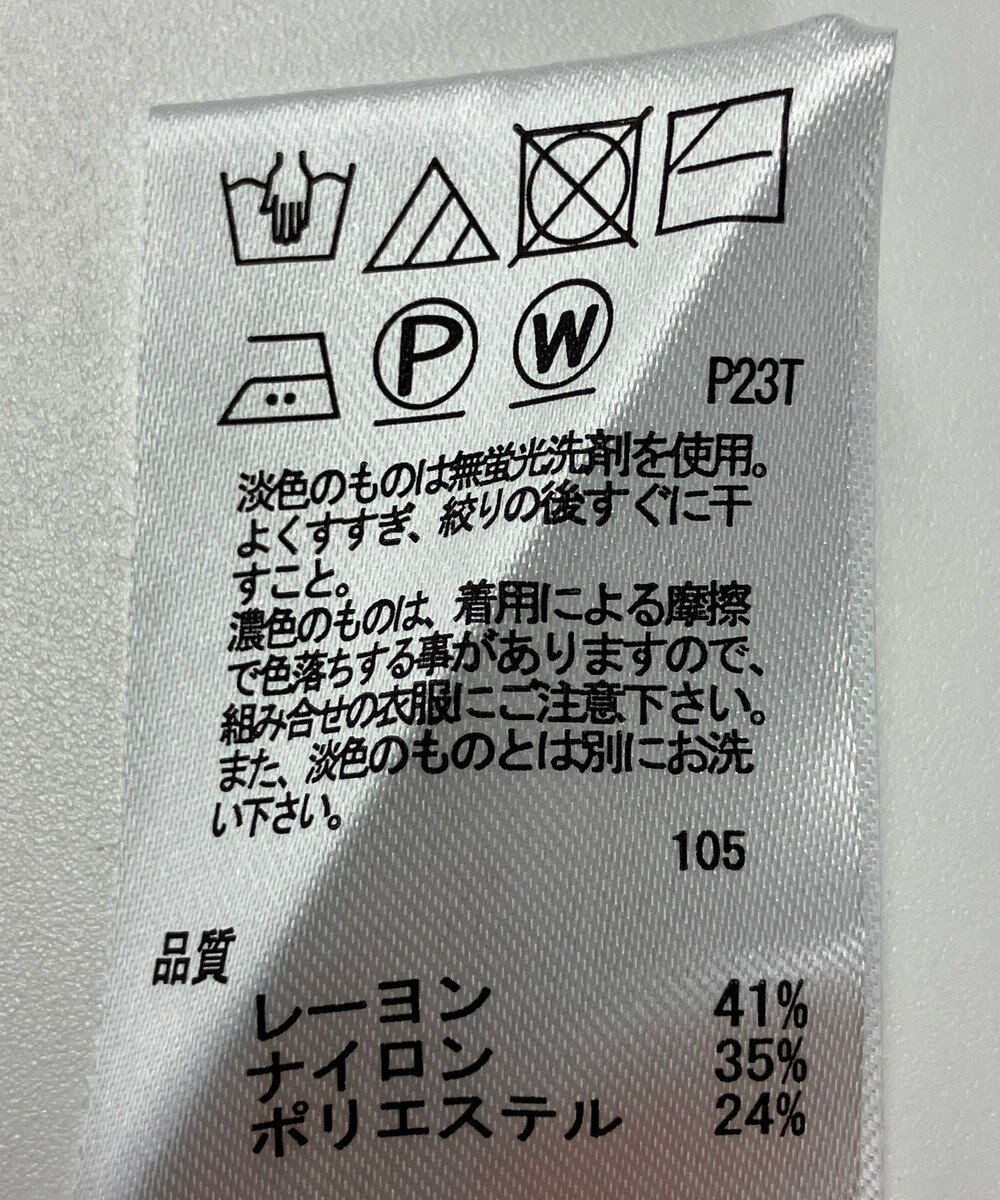 P
W
P23T
淡色のものは無蛍光洗剤を使用。
よくすすぎ、絞りの後すぐに干
すこと。
濃色のものは、着用による摩擦
で色落ちする事がありますので、
組み合せの衣服にご注意下さい。
また、淡色のものとは別にお洗
い下さい。
105
品質
レーヨン 41%
ナイロン 35%
ポリエステル 24%